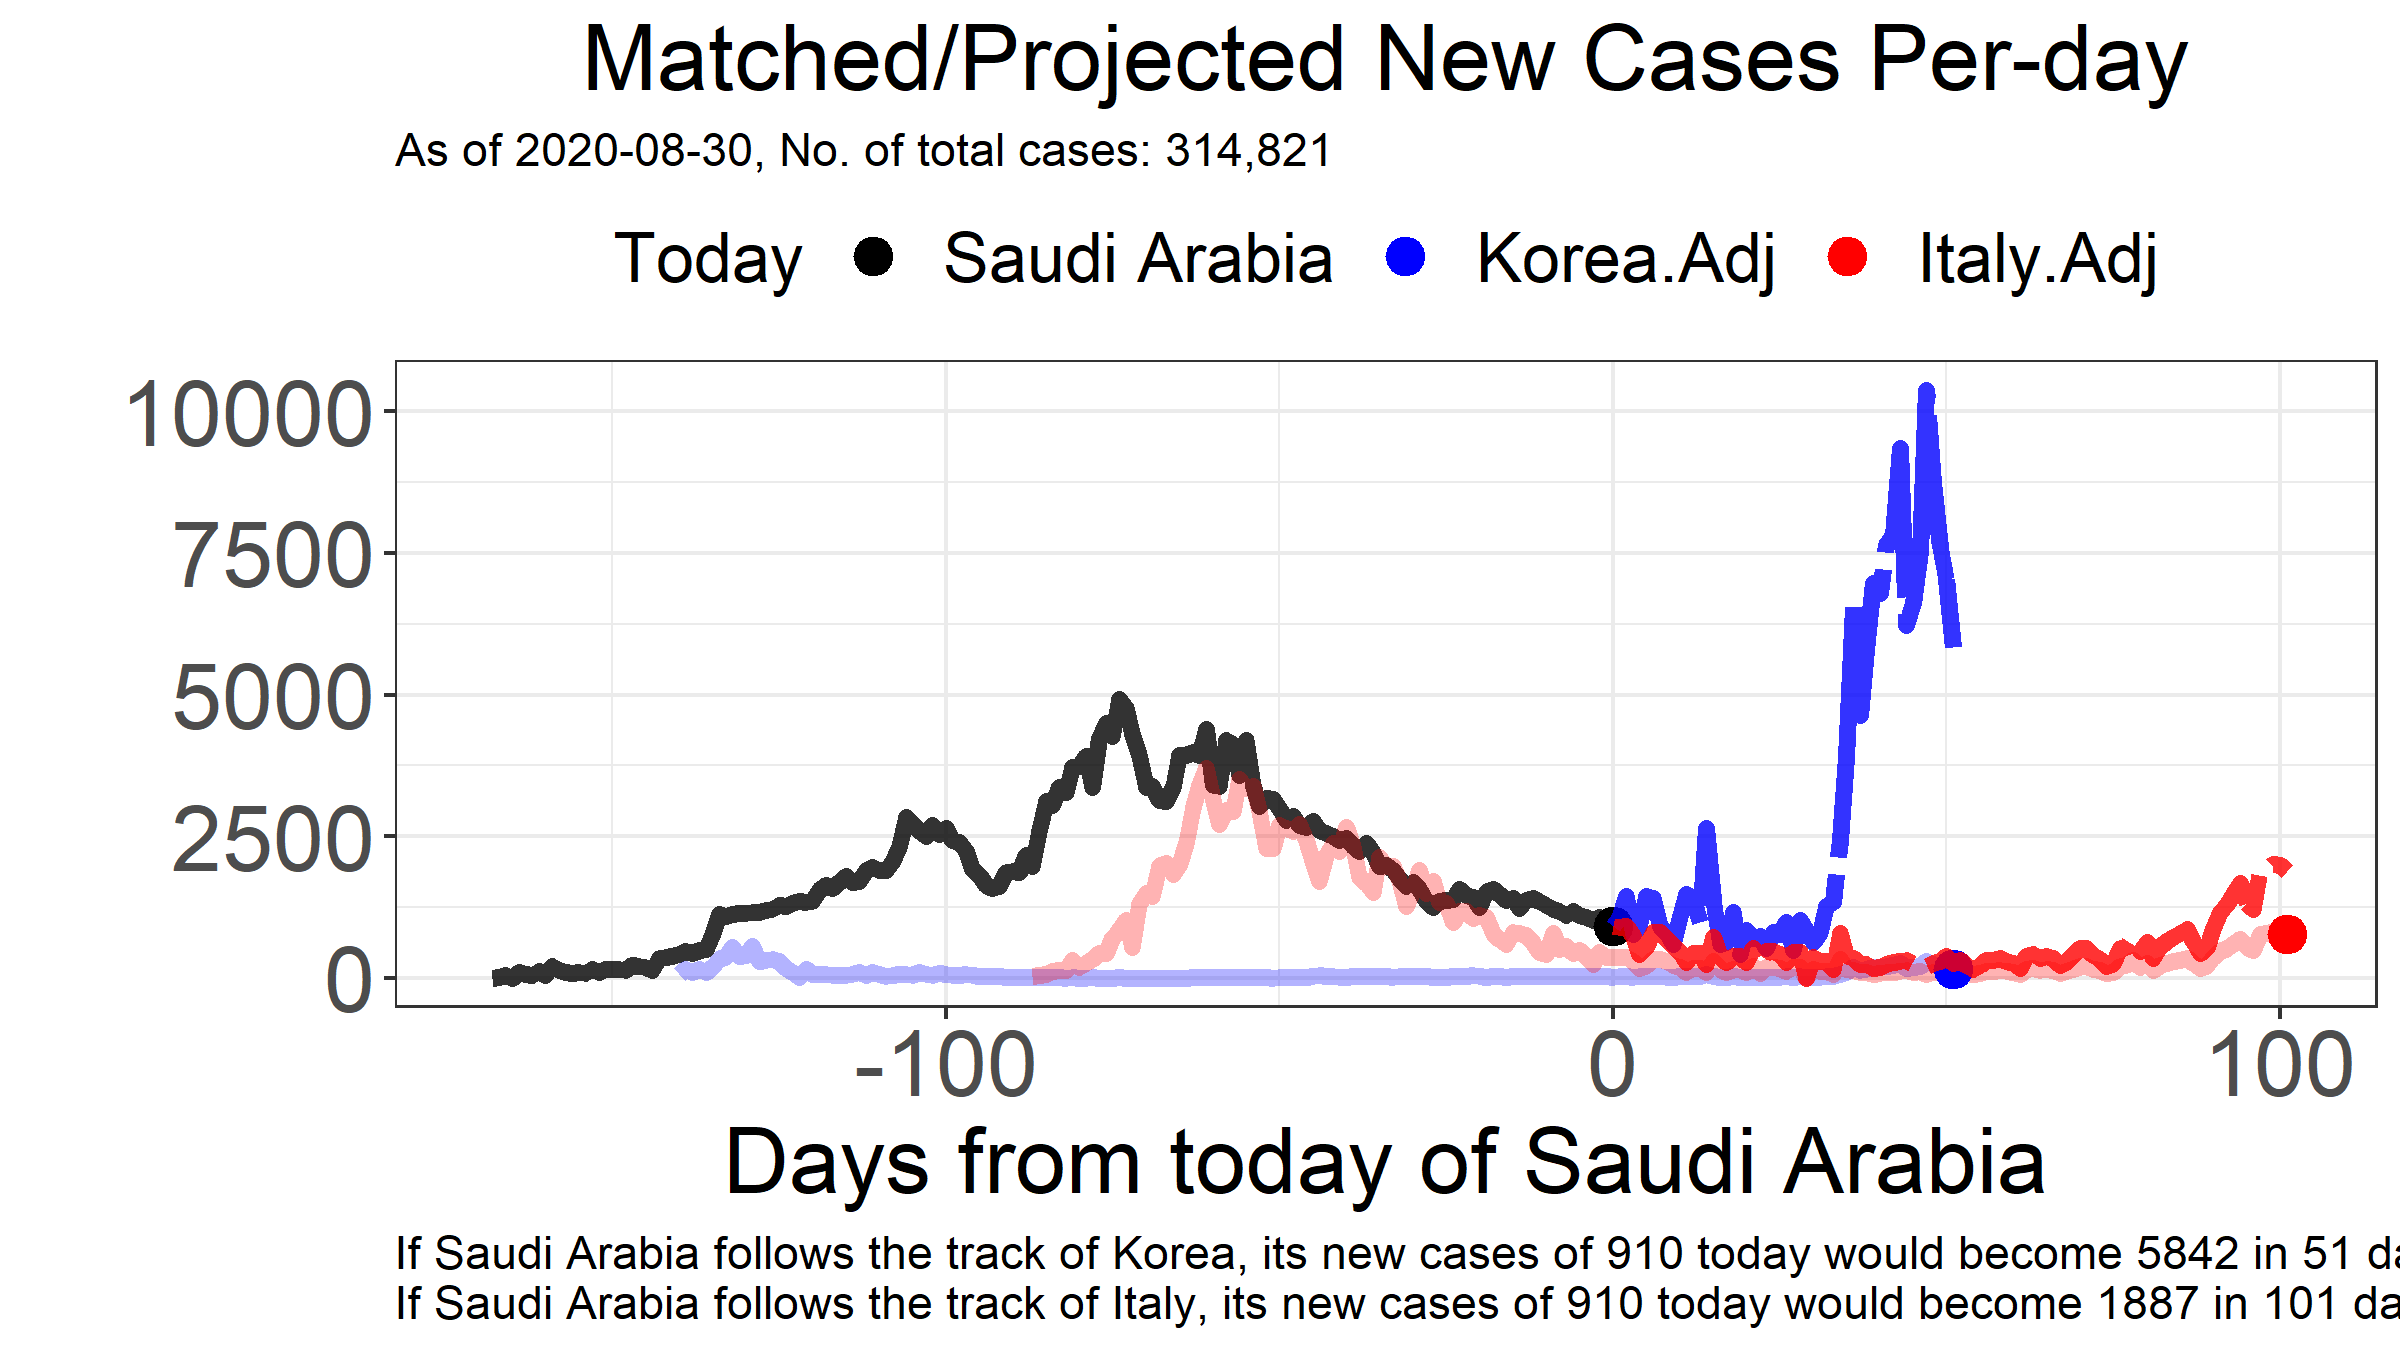 Matched/Projected New Cases Per-day
As of 2020-08-30, No. of total cases: 314,821
Today Saudi Arabia Korea.Adj Italy.Adj
10000
7500
5000
2500
0
-100 0 100
Days from today of Saudi Arabia
If Saudi Arabia follows the track of Korea, its new cases of 910 today would become 5842 in 51 da
If Saudi Arabia follows the track of Italy, its new cases of 910 today would become 1887 in 101 da